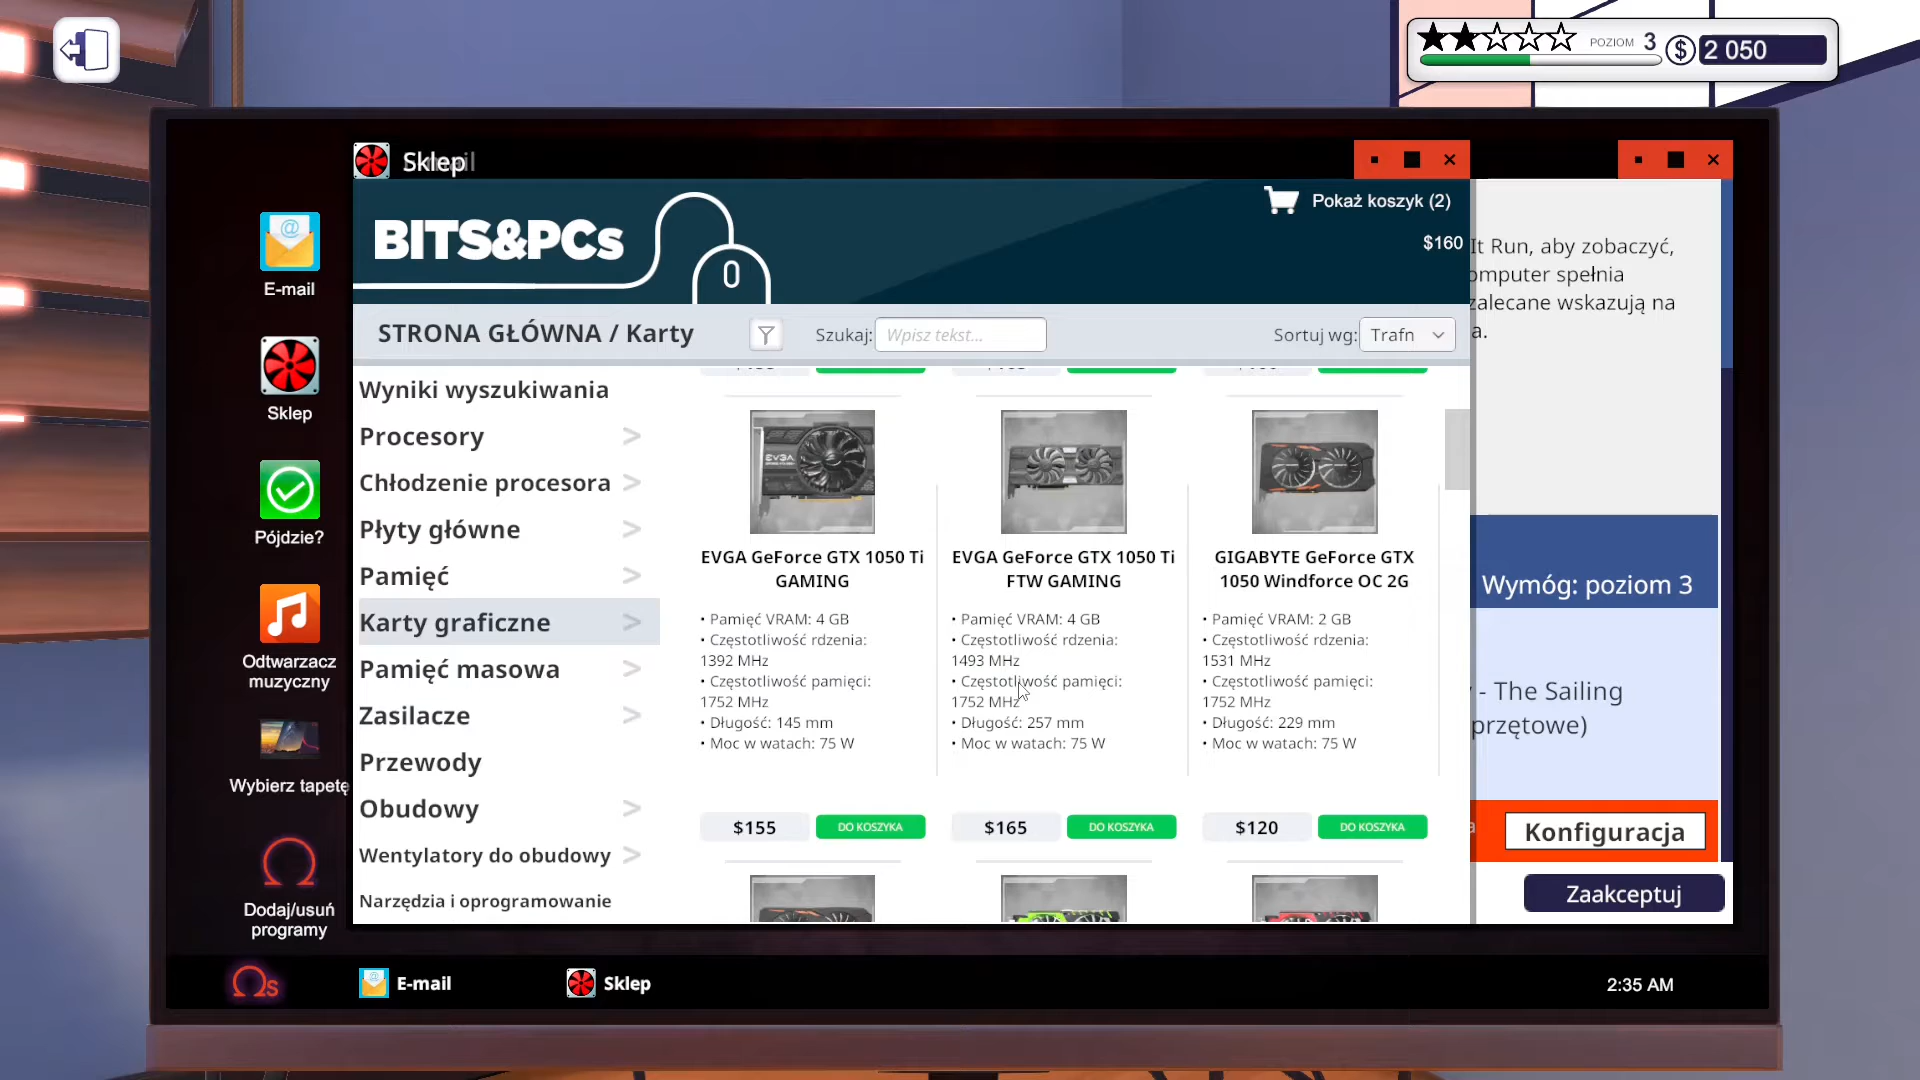 POZIOM 3
$ 2 050
Sklep
BITS&PCs
Pokaż koszyk (2)
$160
STRONA GŁÓWNA / Karty
Szukaj:
Wpisz tekst...
Sortuj wg:
Trafn
E-mail
Sklep
Pójdzie?
Odtwarzacz
muzyczny
Wybierz tapetę
Dodaj/usuń
programy
Wyniki wyszukiwania
Procesory >
Chłodzenie procesora >
Płyty główne >
Pamięć >
Karty graficzne >
Pamięć masowa >
Zasilacze >
Przewody
Obudowy >
Wentylatory do obudowy >
Narzędzia i oprogramowanie
EVGA
EVGA GeForce GTX 1050 Ti
GAMING
• Pamięć VRAM: 4 GB
• Częstotliwość rdzenia:
1392 MHz
• Częstotliwość pamięci:
1752 MHz
• Długość: 145 mm
• Moc w watach: 75 W
$155
DO KOSZYKA
EVGA GeForce GTX 1050 Ti
FTW GAMING
• Pamięć VRAM: 4 GB
• Częstotliwość rdzenia:
1493 MHz
• Częstotliwość pamięci:
1752 MHz
• Długość: 257 mm
• Moc w watach: 75 W
$165
DO KOSZYKA
GIGABYTE GeForce GTX
1050 Windforce OC 2G
• Pamięć VRAM: 2 GB
• Częstotliwość rdzenia:
1531 MHz
• Częstotliwość pamięci:
1752 MHz
• Długość: 229 mm
• Moc w watach: 75 W
$120
DO KOSZYKA
It Run, aby zobaczyć,
omputer spełnia
zalecane wskazują na
a.
Wymóg: poziom 3
- The Sailing
przętowe)
Konfiguracja
Zaakceptuj
Ωs
E-mail
Sklep
2:35 AM